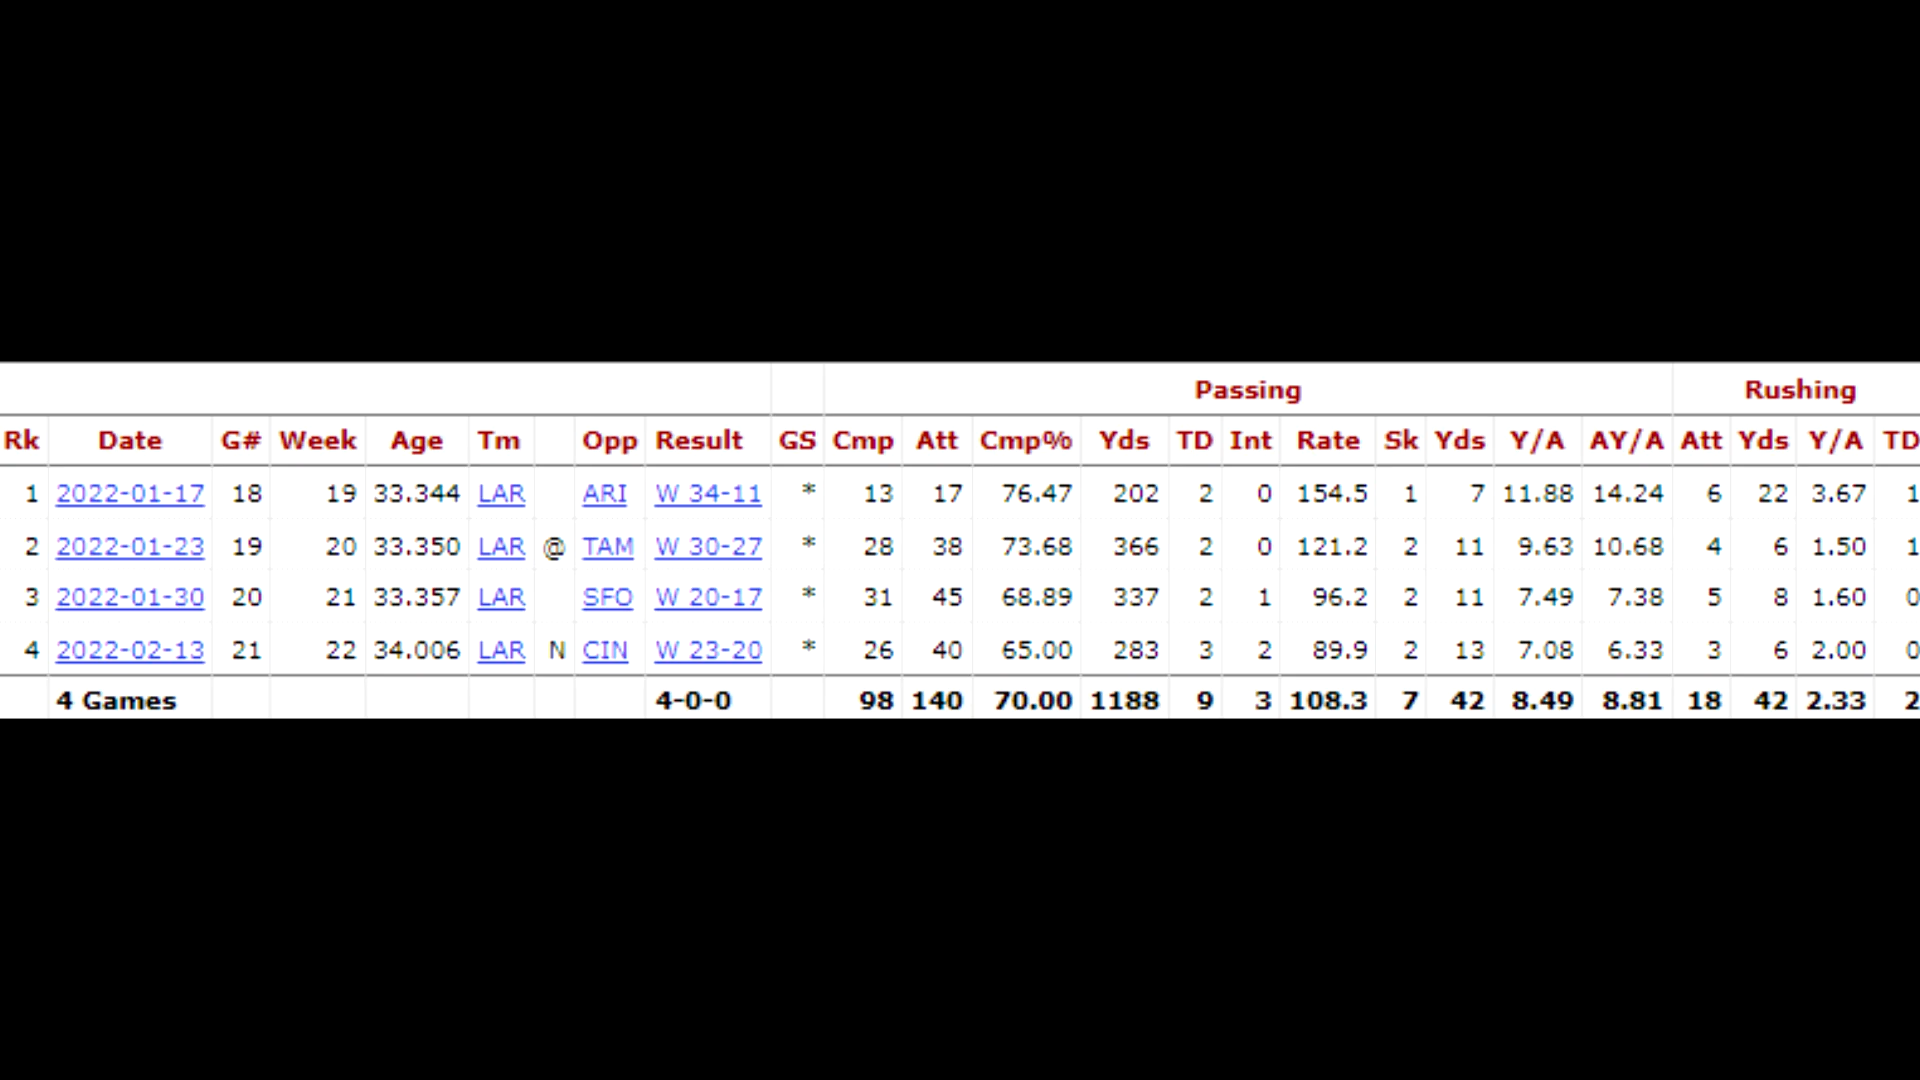 Passing Rushing
Rk Date G# Week Age Tm Opp Result GS Cmp Att Cmp% Yds TD Int Rate Sk Yds Y/A AY/A Att Yds Y/A TD
1 2022-01-17 18 19 33.344 LAR ARI W 34-11 * 13 17 76.47 202 2 0 154.5 1 7 11.88 14.24 6 22 3.67 1
2 2022-01-23 19 20 33.350 LAR @ TAM W 30-27 * 28 38 73.68 366 2 0 121.2 2 11 9.63 10.68 4 6 1.50 1
3 2022-01-30 20 21 33.357 LAR SFO W 20-17 * 31 45 68.89 337 2 1 96.2 2 11 7.49 7.38 5 8 1.60 0
4 2022-02-13 21 22 34.006 LAR N CIN W 23-20 * 26 40 65.00 283 3 2 89.9 2 13 7.08 6.33 3 6 2.00 0
4 Games 4-0-0 98 140 70.00 1188 9 3 108.3 7 42 8.49 8.81 18 42 2.33 2